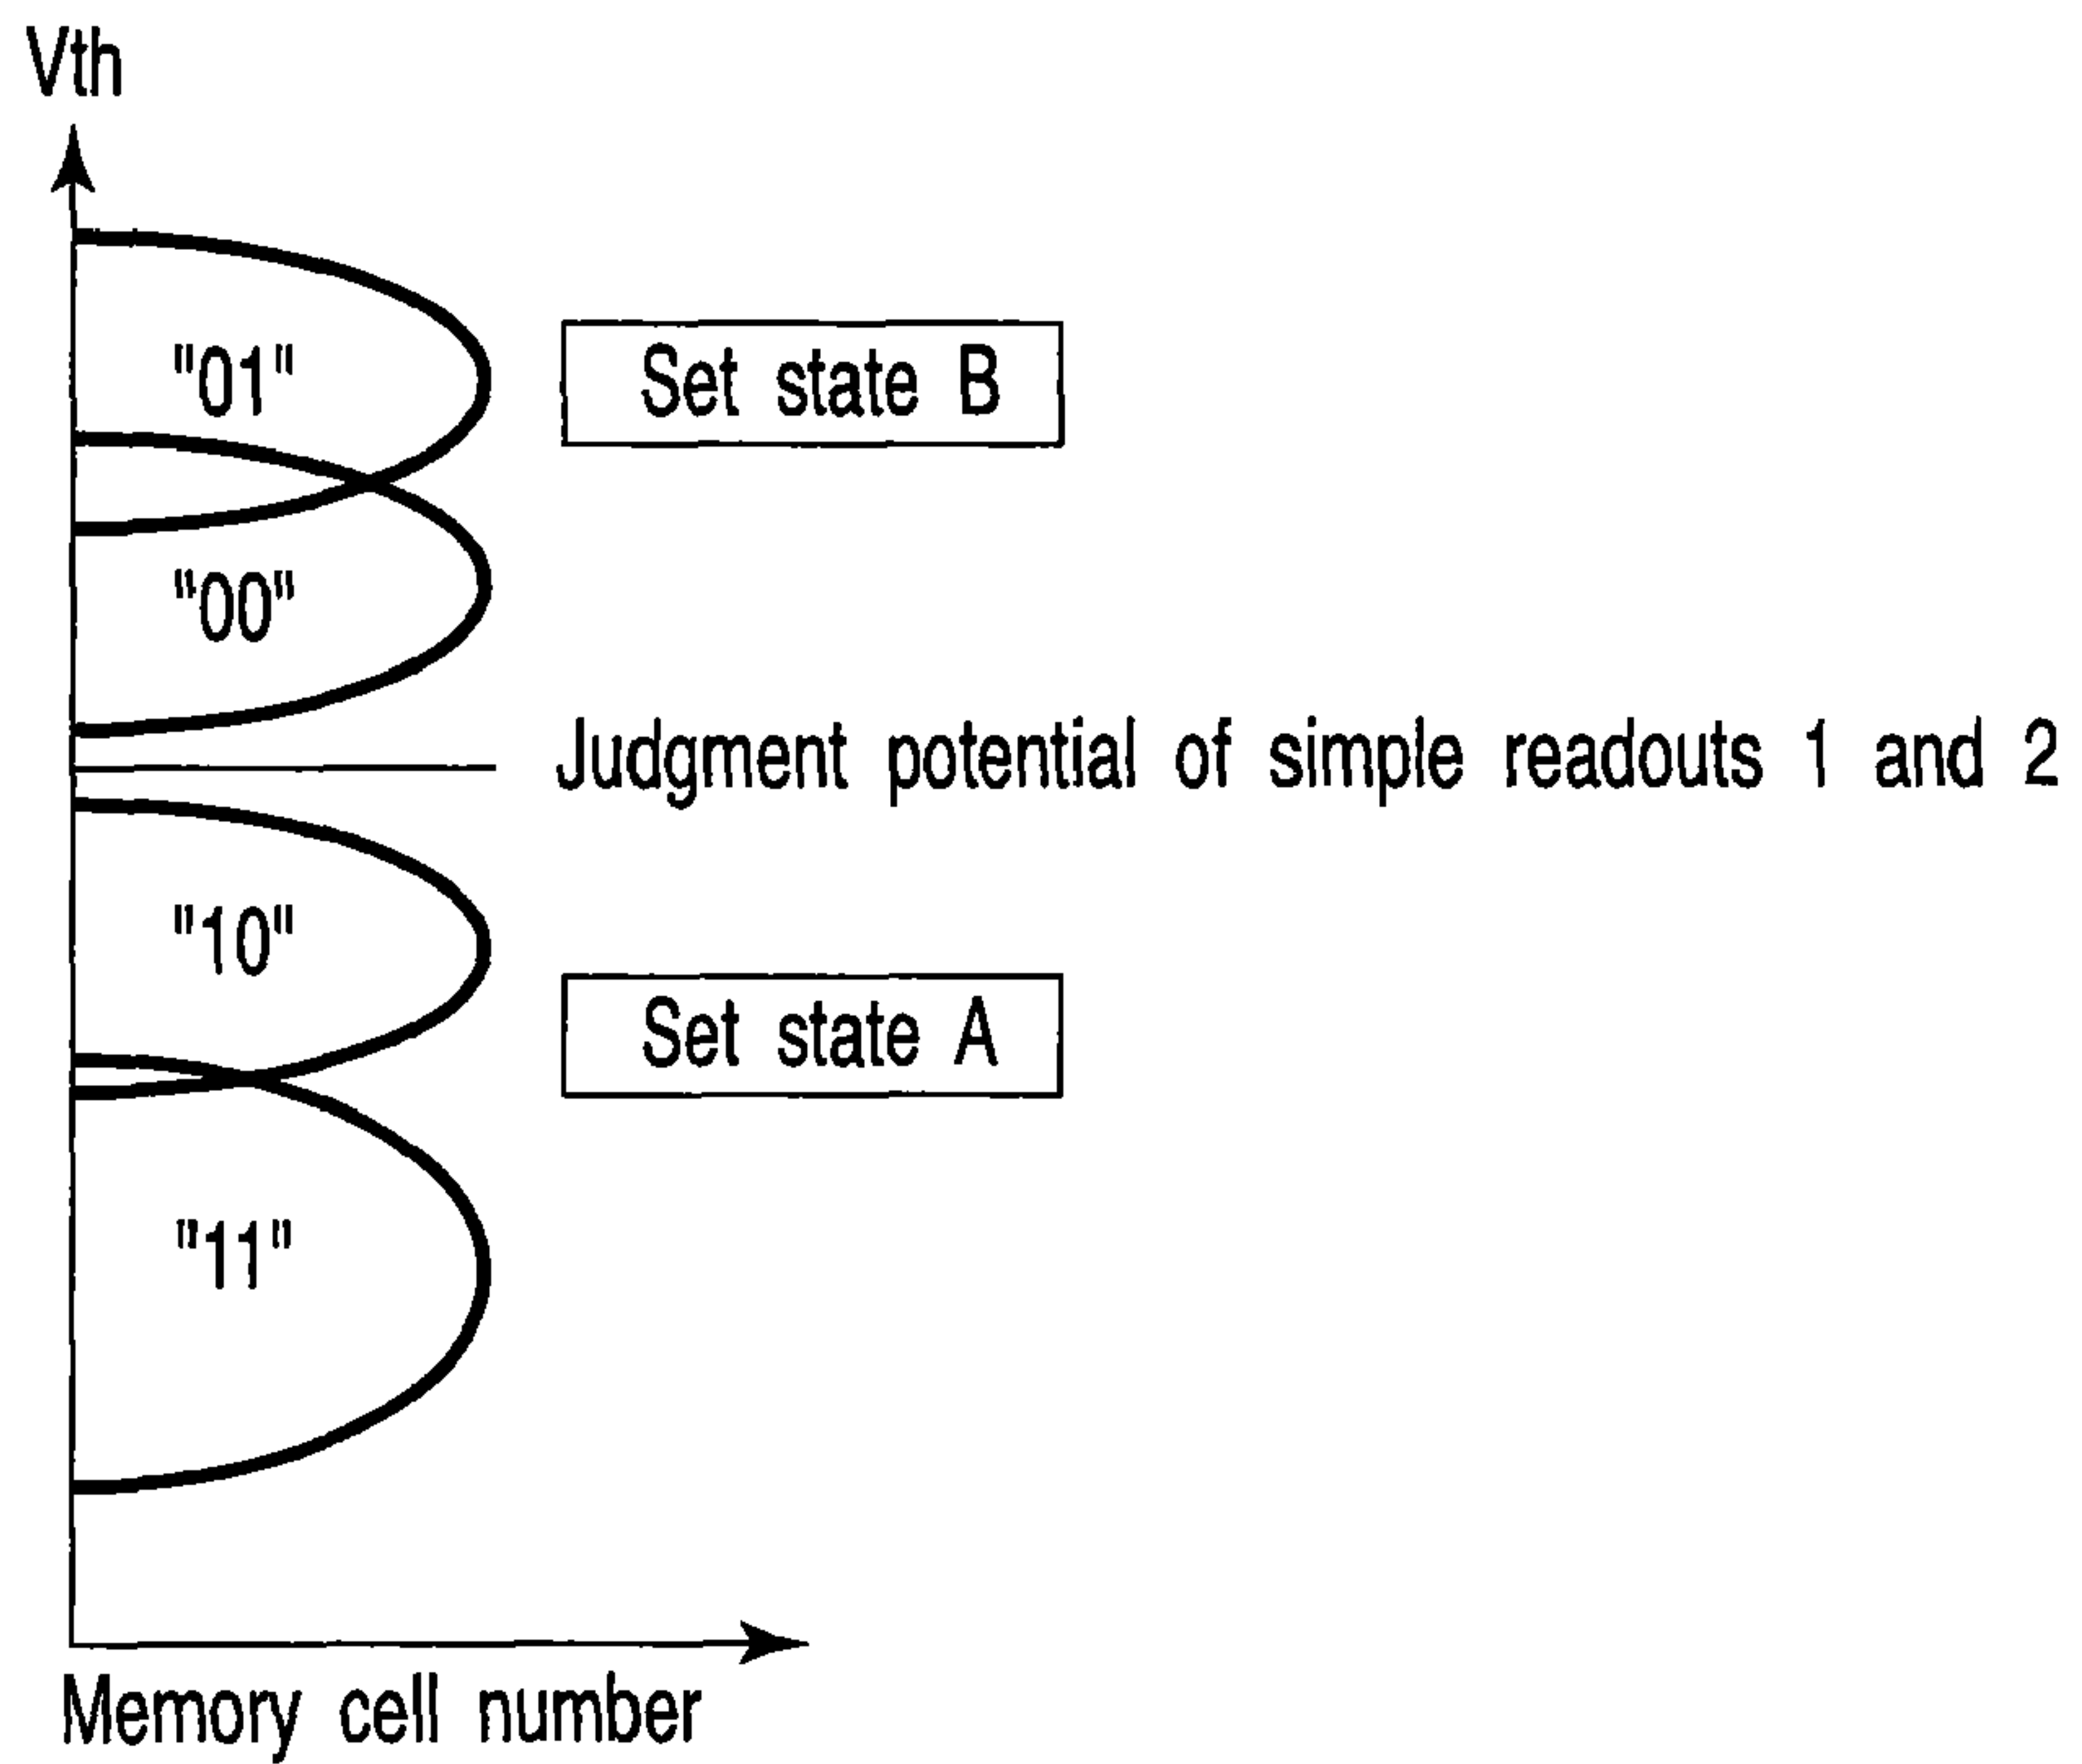 Vth
"01"
Set state B
"00"
Judgment potential of simple readouts 1 and 2
"10"
Set state A
"11"
Memory cell number